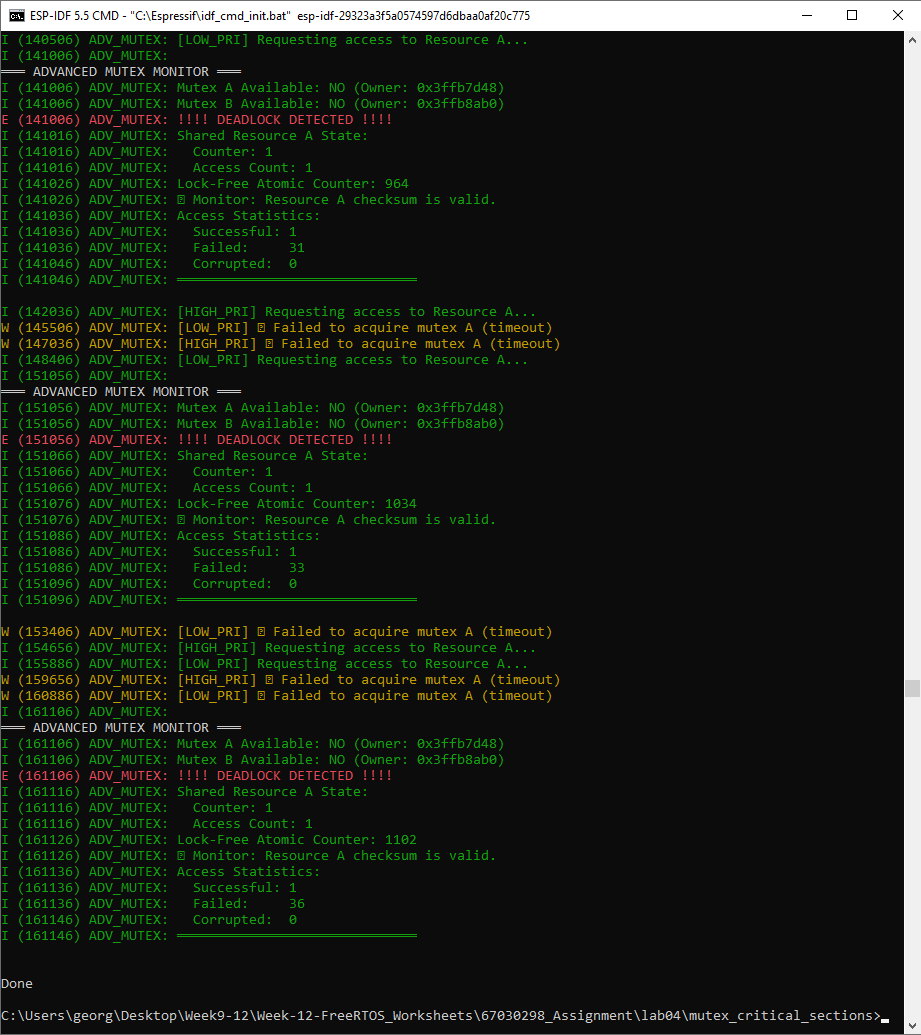 ESP-IDF 5.5 CMD - "C:\Espressif\idf_cmd_init.bat" esp-idf-29323a3f5a0574597d6dbaa0af20c775
I (140506) ADV_MUTEX: [LOW_PRI] Requesting access to Resource A...
I (141006) ADV_MUTEX:
═══ ADVANCED MUTEX MONITOR ═══
I (141006) ADV_MUTEX: Mutex A Available: NO (Owner: 0x3ffb7d48)
I (141006) ADV_MUTEX: Mutex B Available: NO (Owner: 0x3ffb8ab0)
E (141006) ADV_MUTEX: !!!! DEADLOCK DETECTED !!!!
I (141016) ADV_MUTEX: Shared Resource A State:
I (141016) ADV_MUTEX:   Counter: 1
I (141016) ADV_MUTEX:   Access Count: 1
I (141026) ADV_MUTEX: Lock-Free Atomic Counter: 964
I (141026) ADV_MUTEX: ⍰ Monitor: Resource A checksum is valid.
I (141036) ADV_MUTEX: Access Statistics:
I (141036) ADV_MUTEX:   Successful: 1
I (141036) ADV_MUTEX:   Failed:     31
I (141046) ADV_MUTEX:   Corrupted:  0
I (141046) ADV_MUTEX: ══════════════════════════════
I (142036) ADV_MUTEX: [HIGH_PRI] Requesting access to Resource A...
W (145506) ADV_MUTEX: [LOW_PRI] ⍰ Failed to acquire mutex A (timeout)
W (147036) ADV_MUTEX: [HIGH_PRI] ⍰ Failed to acquire mutex A (timeout)
I (148406) ADV_MUTEX: [LOW_PRI] Requesting access to Resource A...
I (151056) ADV_MUTEX:
═══ ADVANCED MUTEX MONITOR ═══
I (151056) ADV_MUTEX: Mutex A Available: NO (Owner: 0x3ffb7d48)
I (151056) ADV_MUTEX: Mutex B Available: NO (Owner: 0x3ffb8ab0)
E (151056) ADV_MUTEX: !!!! DEADLOCK DETECTED !!!!
I (151066) ADV_MUTEX: Shared Resource A State:
I (151066) ADV_MUTEX:   Counter: 1
I (151066) ADV_MUTEX:   Access Count: 1
I (151076) ADV_MUTEX: Lock-Free Atomic Counter: 1034
I (151076) ADV_MUTEX: ⍰ Monitor: Resource A checksum is valid.
I (151086) ADV_MUTEX: Access Statistics:
I (151086) ADV_MUTEX:   Successful: 1
I (151086) ADV_MUTEX:   Failed:     33
I (151096) ADV_MUTEX:   Corrupted:  0
I (151096) ADV_MUTEX: ══════════════════════════════
W (153406) ADV_MUTEX: [LOW_PRI] ⍰ Failed to acquire mutex A (timeout)
I (154656) ADV_MUTEX: [HIGH_PRI] Requesting access to Resource A...
I (155886) ADV_MUTEX: [LOW_PRI] Requesting access to Resource A...
W (159656) ADV_MUTEX: [HIGH_PRI] ⍰ Failed to acquire mutex A (timeout)
W (160886) ADV_MUTEX: [LOW_PRI] ⍰ Failed to acquire mutex A (timeout)
I (161106) ADV_MUTEX:
═══ ADVANCED MUTEX MONITOR ═══
I (161106) ADV_MUTEX: Mutex A Available: NO (Owner: 0x3ffb7d48)
I (161106) ADV_MUTEX: Mutex B Available: NO (Owner: 0x3ffb8ab0)
E (161106) ADV_MUTEX: !!!! DEADLOCK DETECTED !!!!
I (161116) ADV_MUTEX: Shared Resource A State:
I (161116) ADV_MUTEX:   Counter: 1
I (161116) ADV_MUTEX:   Access Count: 1
I (161126) ADV_MUTEX: Lock-Free Atomic Counter: 1102
I (161126) ADV_MUTEX: ⍰ Monitor: Resource A checksum is valid.
I (161136) ADV_MUTEX: Access Statistics:
I (161136) ADV_MUTEX:   Successful: 1
I (161136) ADV_MUTEX:   Failed:     36
I (161146) ADV_MUTEX:   Corrupted:  0
I (161146) ADV_MUTEX: ══════════════════════════════
Done
C:\Users\georg\Desktop\Week9-12\Week-12-FreeRTOS_Worksheets\67030298_Assignment\lab04\mutex_critical_sections>